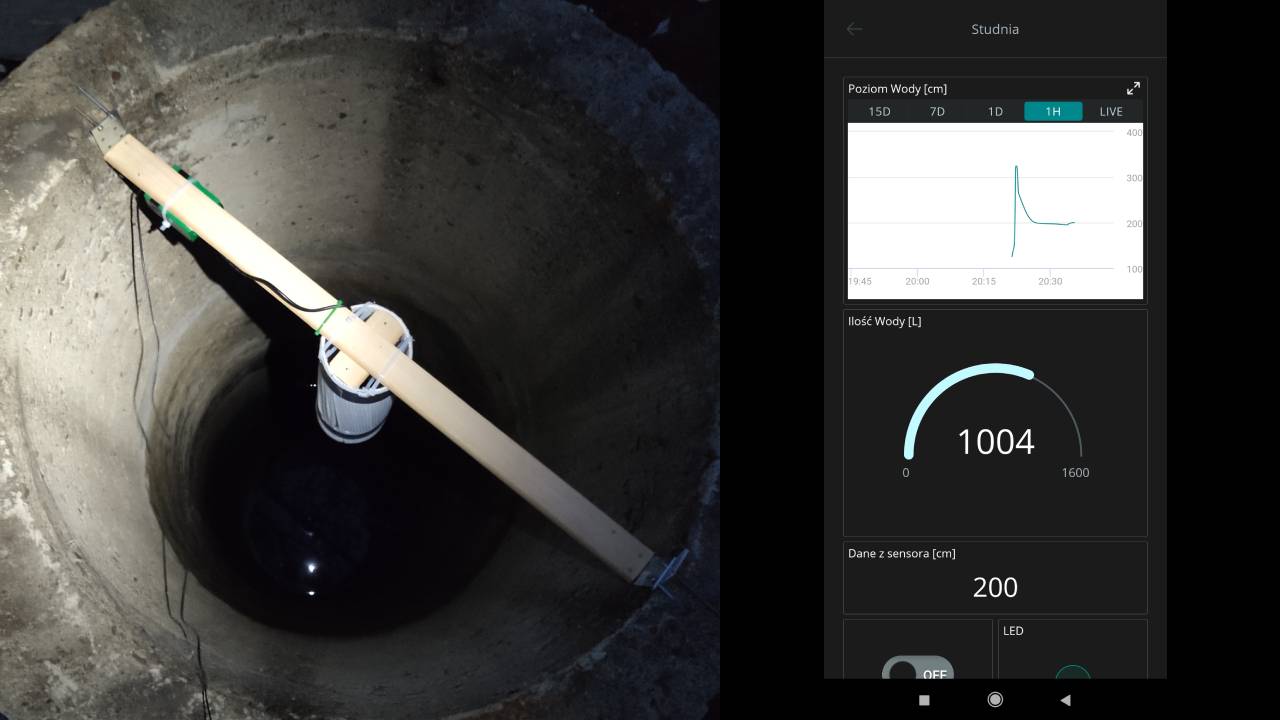 Studnia
Poziom Wody [cm]
15D 7D 1D 1H LIVE
400
300
200
100
19:45 20:00 20:15 20:30
Ilość Wody [L]
1004
0 1600
Dane z sensora [cm]
200
LED
OFF